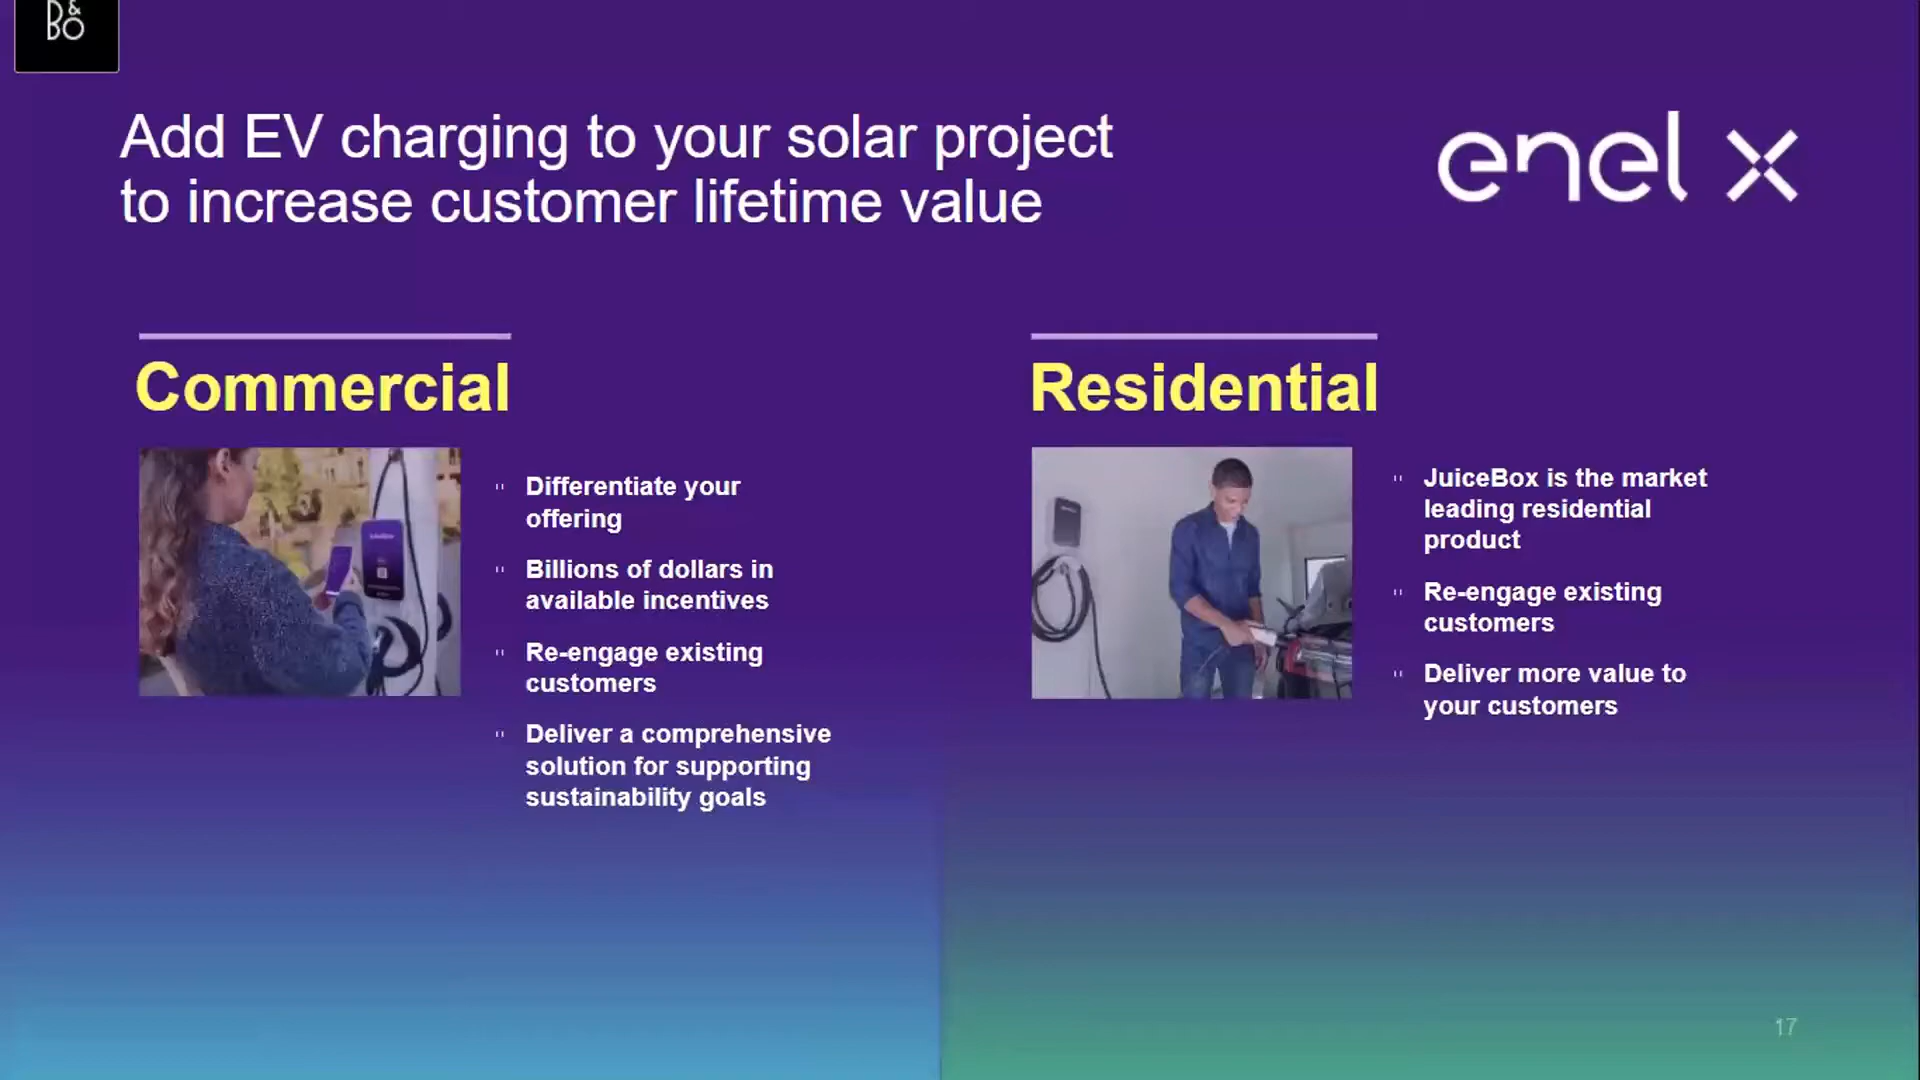 B&O
Add EV charging to your solar project
to increase customer lifetime value
enel x
Commercial
Differentiate your
offering
Billions of dollars in
available incentives
Re-engage existing
customers
Deliver a comprehensive
solution for supporting
sustainability goals
Residential
JuiceBox is the market
leading residential
product
Re-engage existing
customers
Deliver more value to
your customers
17